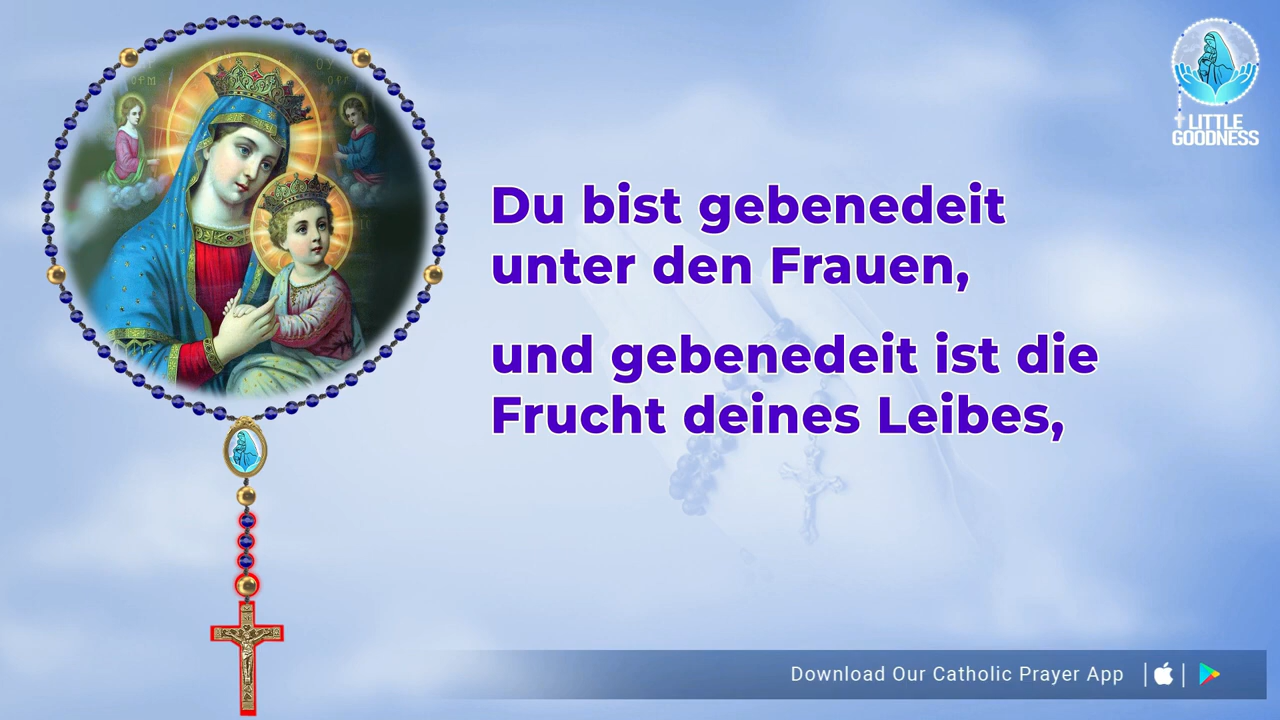 LITTLE
GOODNESS
Du bist gebenedeit
unter den Frauen,
und gebenedeit ist die
Frucht deines Leibes,
Download Our Catholic Prayer App